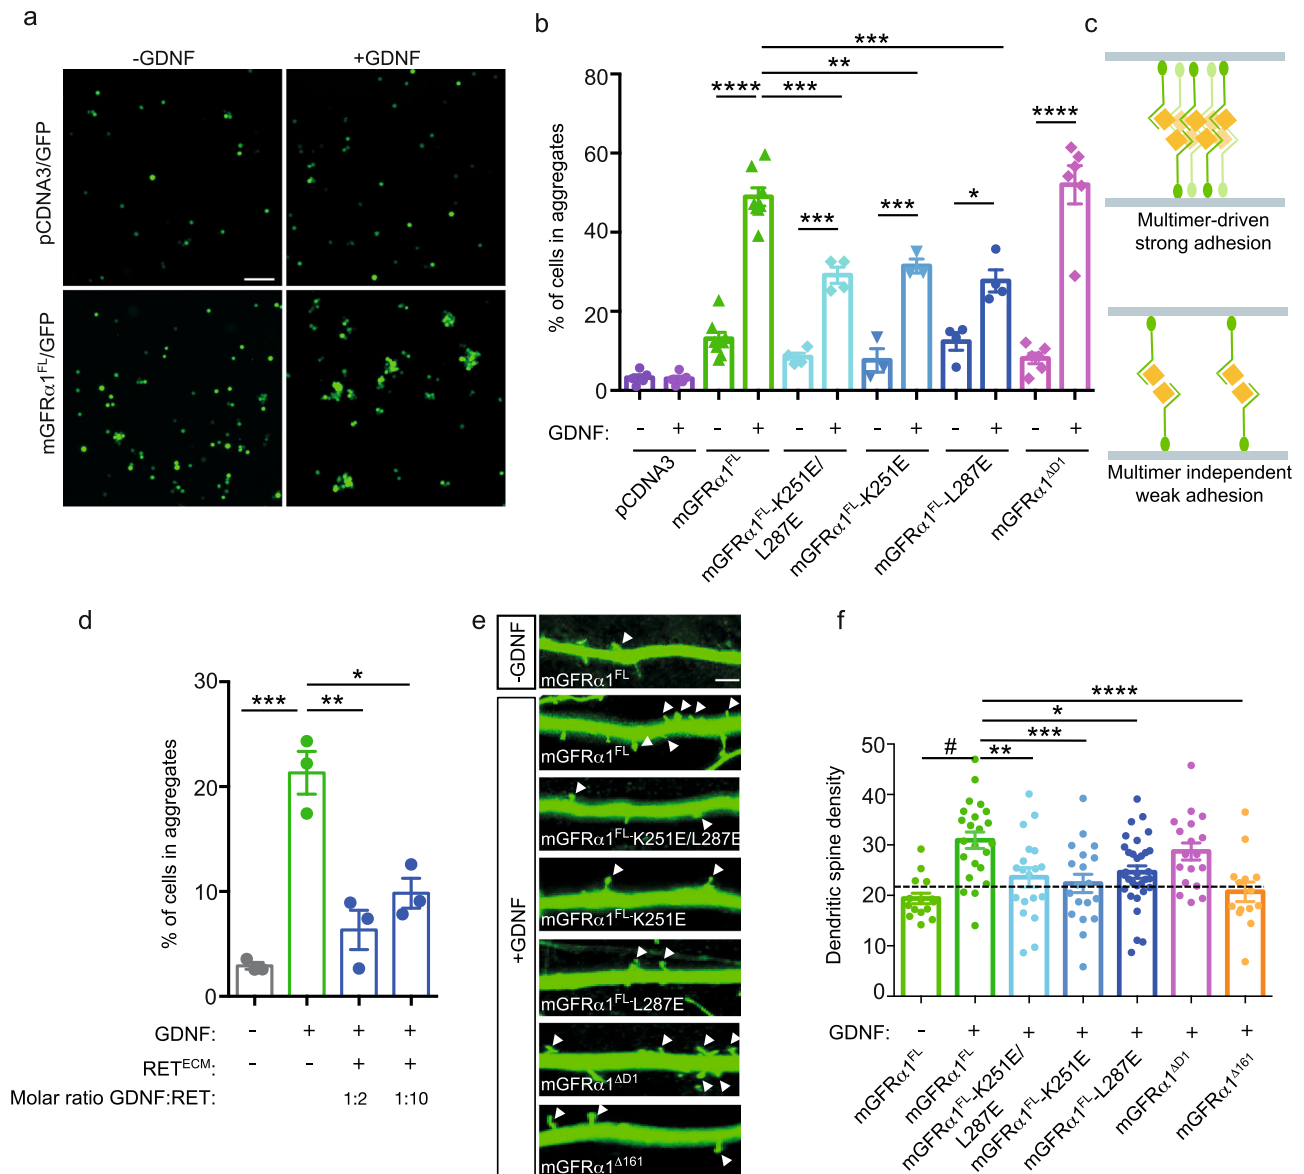 a
-GDNF
+GDNF
pCDNA3/GFP
mGFRα1FL/GFP
b
% of cells in aggregates
80
60
40
20
0
****
***
**
***
***
***
*
****
GDNF:
- + - + - + - + - + - +
pCDNA3
mGFRα1FL
mGFRα1FL-K251E/
L287E
mGFRα1FL-K251E
mGFRα1FL-L287E
mGFRα1ΔD1
c
Multimer-driven
strong adhesion
Multimer independent
weak adhesion
d
% of cells in aggregates
30
20
10
0
***
**
*
GDNF: - + + +
RETECM: - - + +
Molar ratio GDNF:RET: 1:2 1:10
e
-GDNF
+GDNF
mGFRα1FL
mGFRα1FL
mGFRα1FL-K251E/L287E
mGFRα1FL-K251E
mGFRα1FL-L287E
mGFRα1ΔD1
mGFRα1Δ161
f
Dendritic spine density
50
40
30
20
10
0
****
*
***
**
#
GDNF: - + + + + + +
mGFRα1FL
mGFRα1FL
mGFRα1FL-K251E/
L287E
mGFRα1FL-K251E
mGFRα1FL-L287E
mGFRα1ΔD1
mGFRα1Δ161